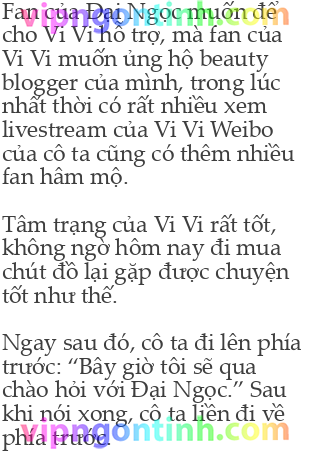 Fan của Đại Ngọc muốn để
vipngontinh.com
cho Vi Vi hỗ trợ, mà fan của
Vi Vi muốn ủng hộ beauty
blogger của mình, trong lúc
nhất thời có rất nhiều xem
livestream của Vi Vi Weibo
của cô ta cũng có thêm nhiều
fan hâm mộ.
Tâm trạng của Vi Vi rất tốt,
không ngờ hôm nay đi mua
chút đồ lại gặp được chuyện
tốt như thế.
Ngay sau đó, cô ta đi lên phía
trước: “Bây giờ tôi sẽ qua
chào hỏi với Đại Ngọc.” Sau
khi nói xong, cô ta liền đi về
vipngontinh.com
phía trước.